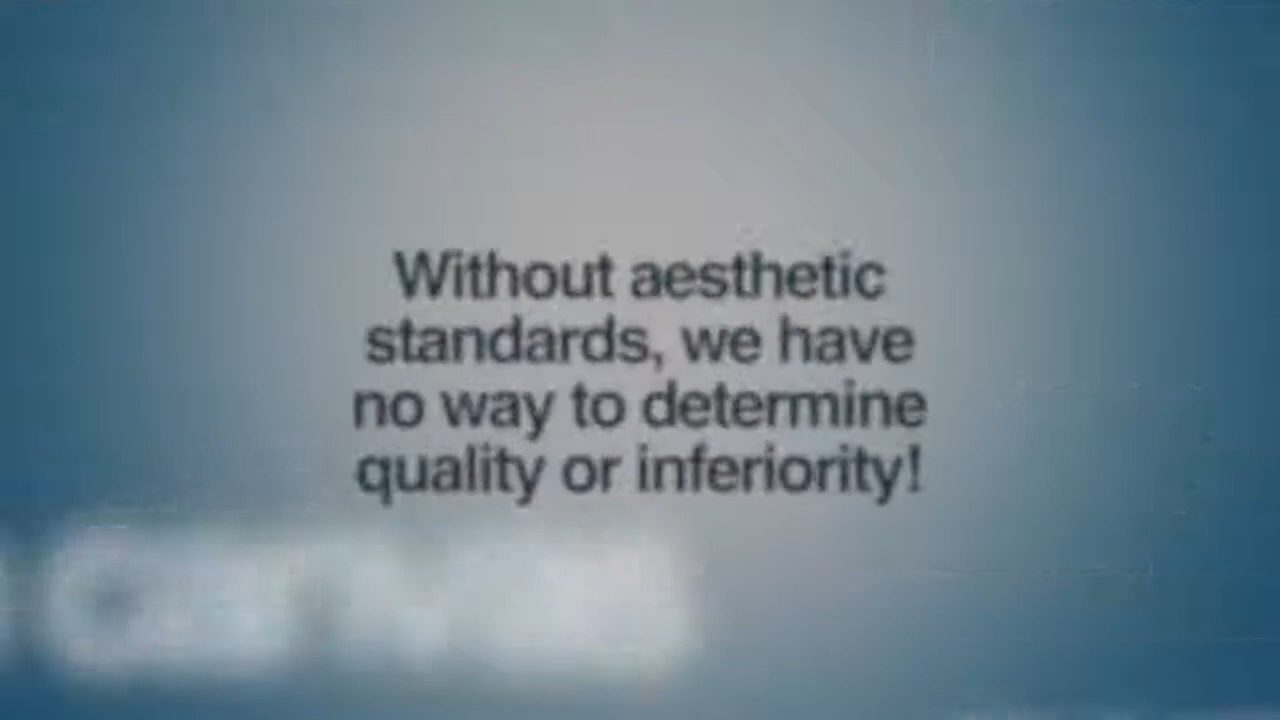 Without aesthetic
standards, we have
no way to determine
quality or inferiority!